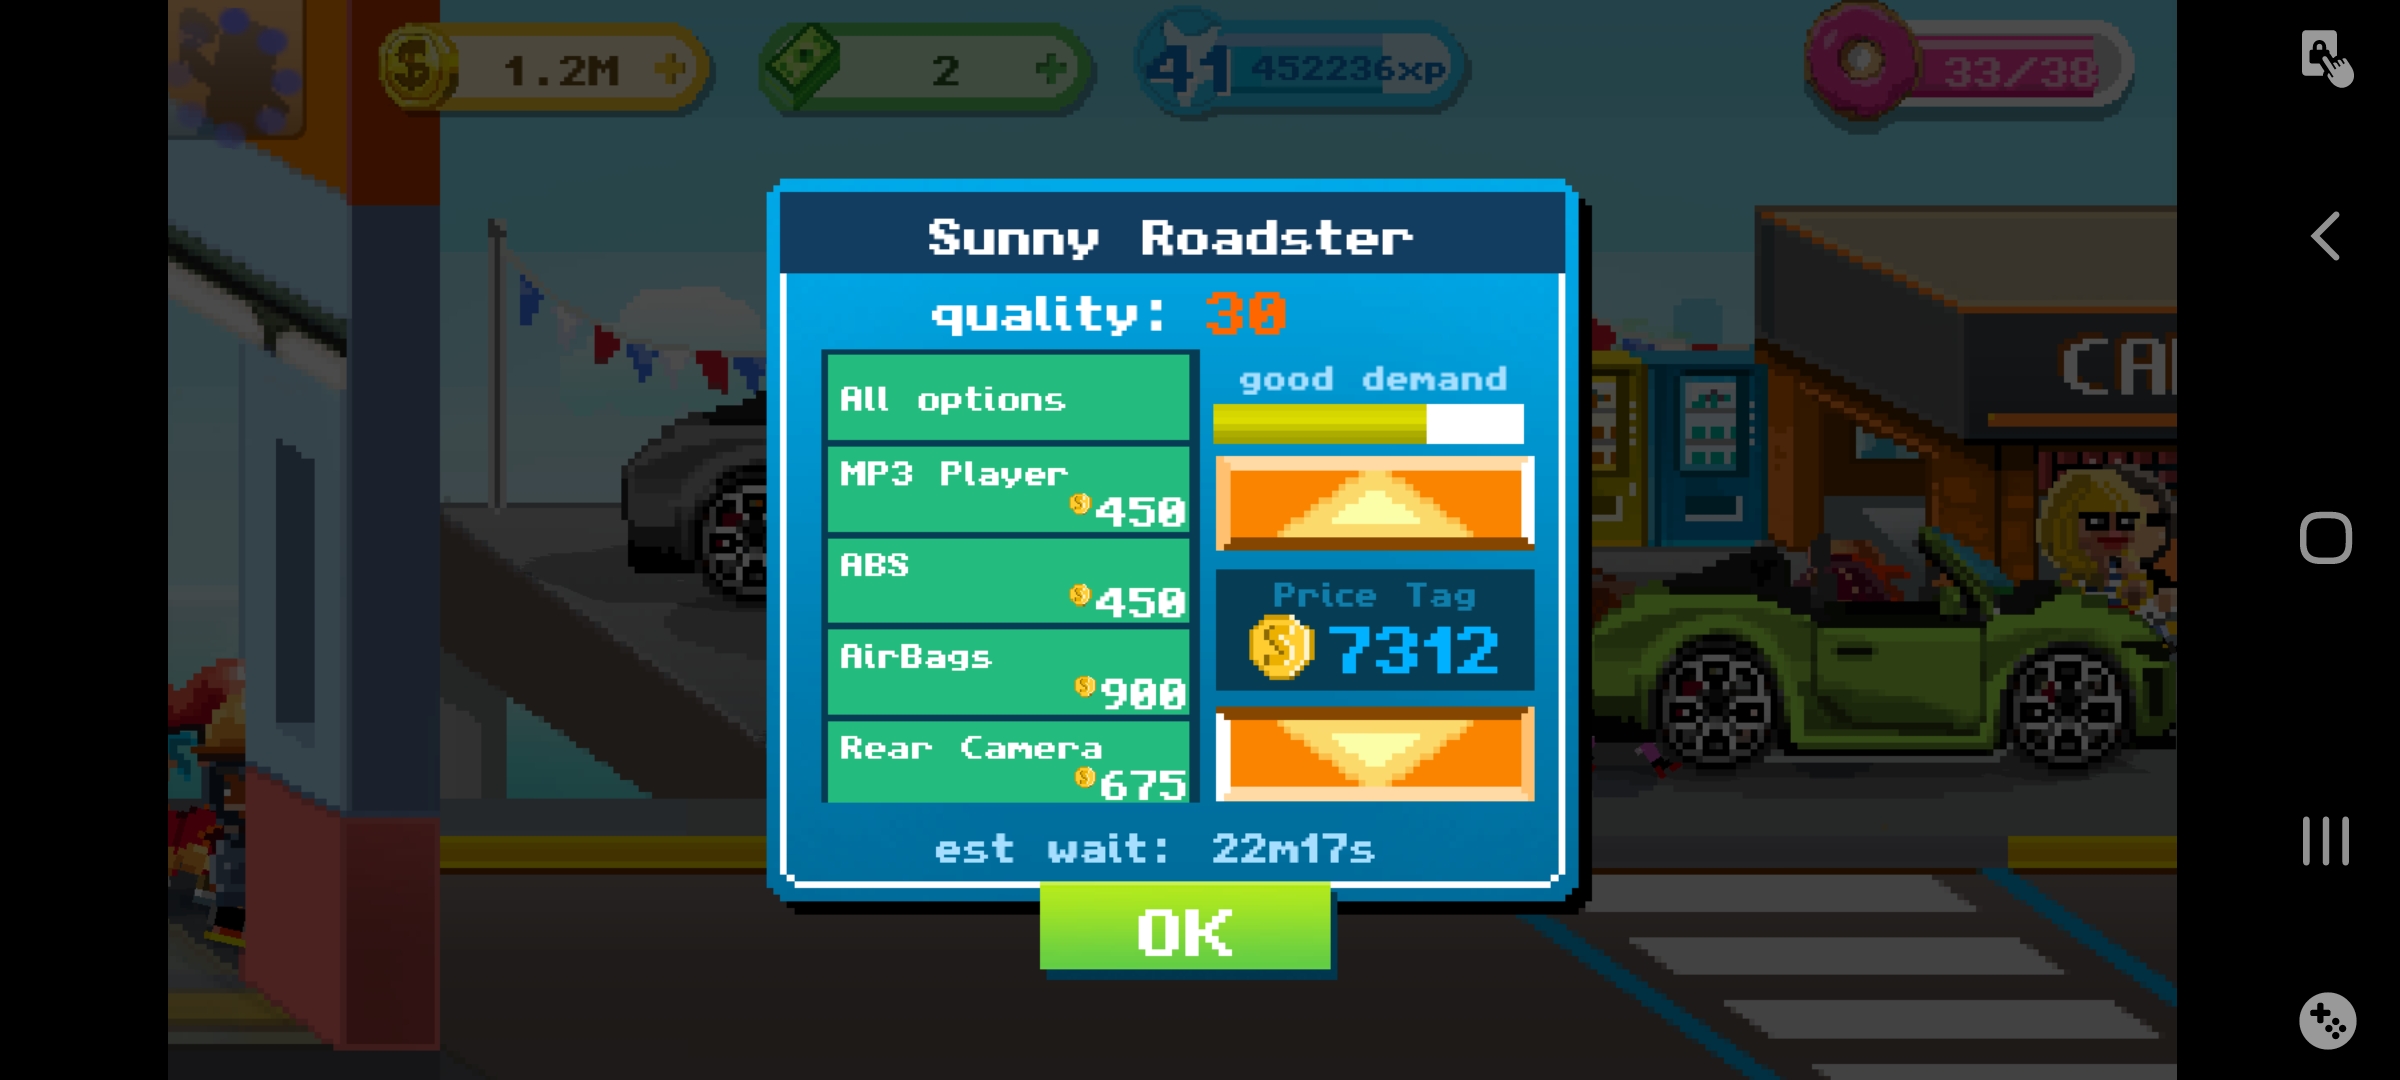 1.2M
2
41 452236xp
33/38
Sunny Roadster
quality: 30
All options
MP3 Player
450
ABS
450
AirBags
900
Rear Camera
675
good demand
Price Tag
7312
est wait: 22m17s
OK